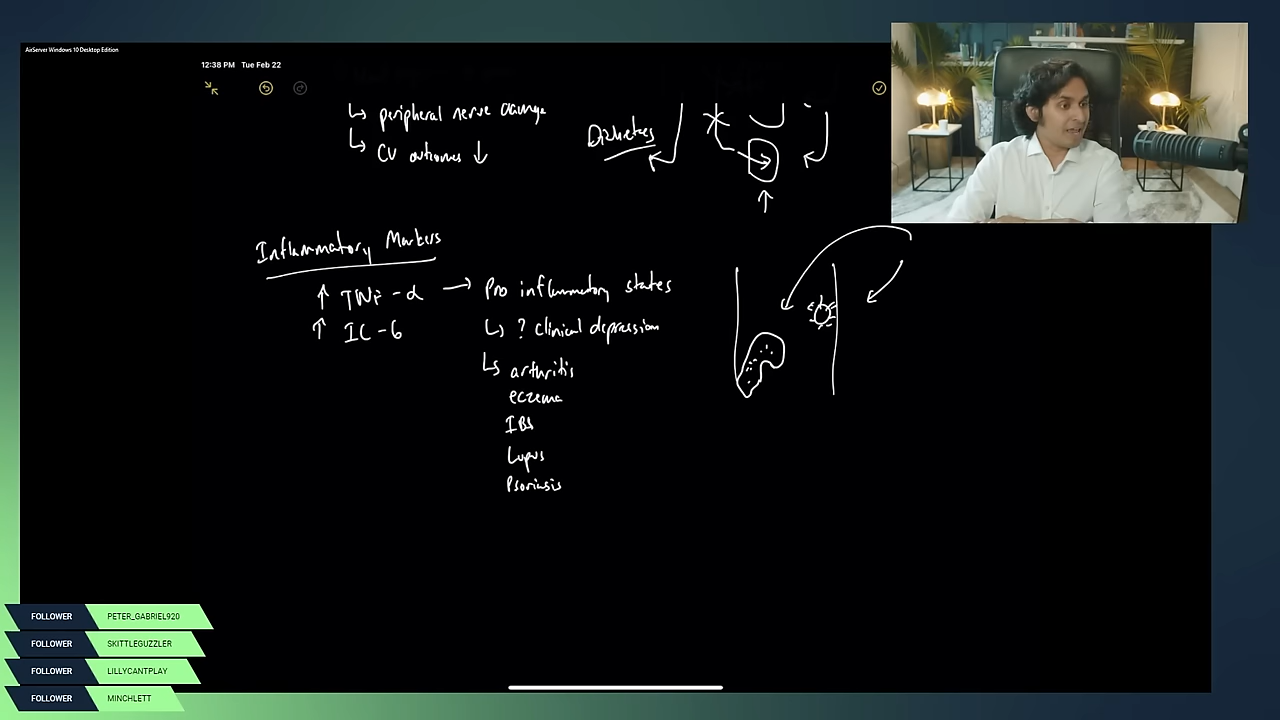 AirServer Windows 10 Desktop Edition
12:38 PM Tue Feb 22
↳ peripheral nerve damage
↳ CV outcomes ↓
Diabetes
Inflammatory Markers
↑ TNF-α → Pro inflammatory states
↑ IL-6
↳ ? clinical depression
↳ arthritis
eczema
IBS
Lupus
Psoriasis
FOLLOWER PETER_GABRIEL920
FOLLOWER SKITTLEGUZZLER
FOLLOWER LILLYCANTPLAY
FOLLOWER MINCHLETT